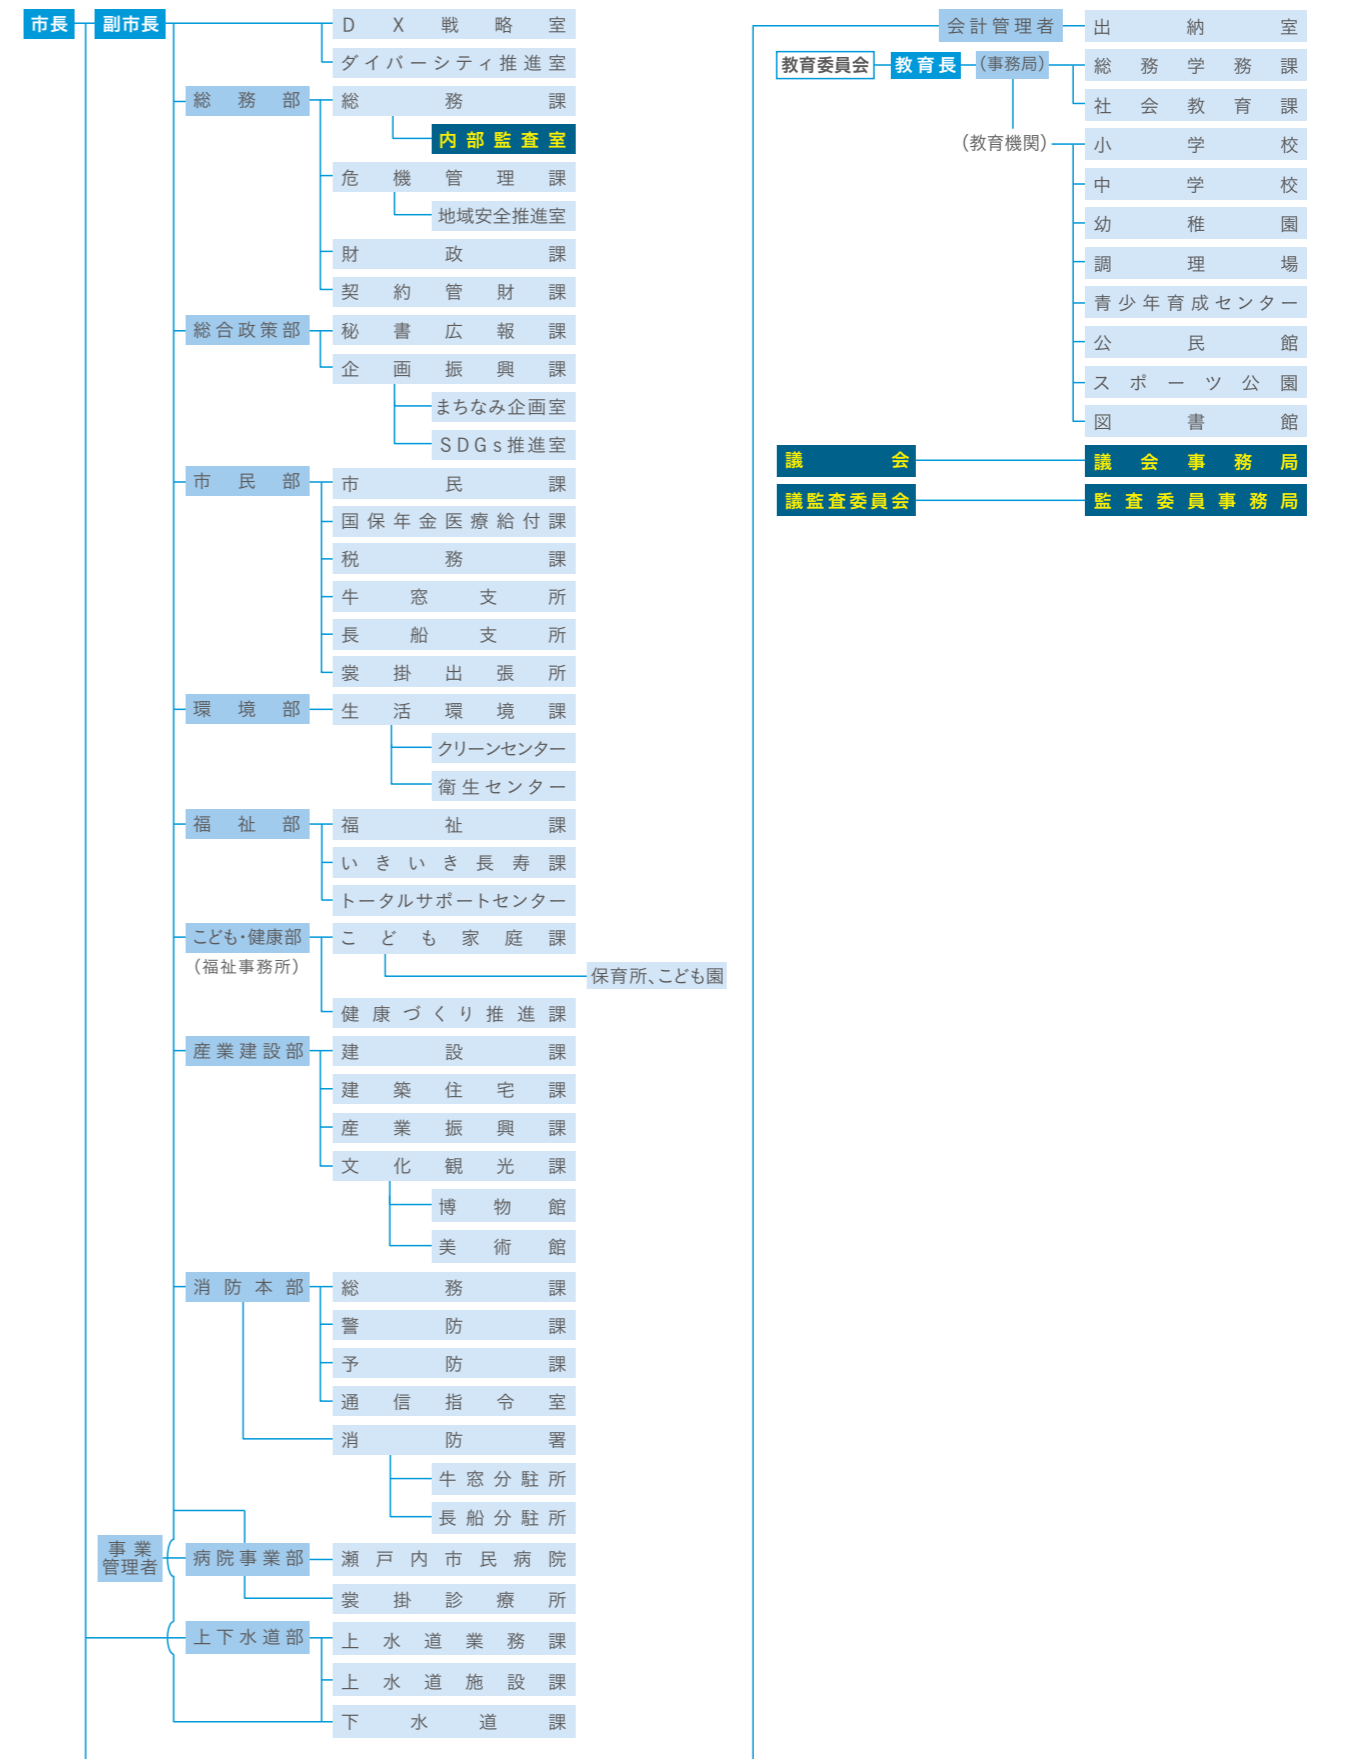 市長
副市長
DX戦略室
ダイバーシティ推進室
総務部
総務課
内部監査室
危機管理課
地域安全推進室
財政課
契約管財課
総合政策部
秘書広報課
企画振興課
まちなみ企画室
SDGs推進室
市民部
市民課
国保年金医療給付課
税務課
牛窓支所
長船支所
裳掛出張所
環境部
生活環境課
クリーンセンター
衛生センター
福祉部
福祉課
いきいき長寿課
トータルサポートセンター
こども・健康部
(福祉事務所)
こども家庭課
保育所、こども園
健康づくり推進課
産業建設部
建設課
建築住宅課
産業振興課
文化観光課
博物館
美術館
消防本部
総務課
警防課
予防課
通信指令室
消防署
牛窓分駐所
長船分駐所
事業
管理者
病院事業部
瀬戸内市民病院
裳掛診療所
上下水道部
上水道業務課
上水道施設課
下水道課
会計管理者
出納室
教育委員会
教育長
(事務局)
総務学務課
社会教育課
(教育機関)
小学校
中学校
幼稚園
調理場
青少年育成センター
公民館
スポーツ公園
図書館
議会
議会事務局
議監査委員会
監査委員事務局